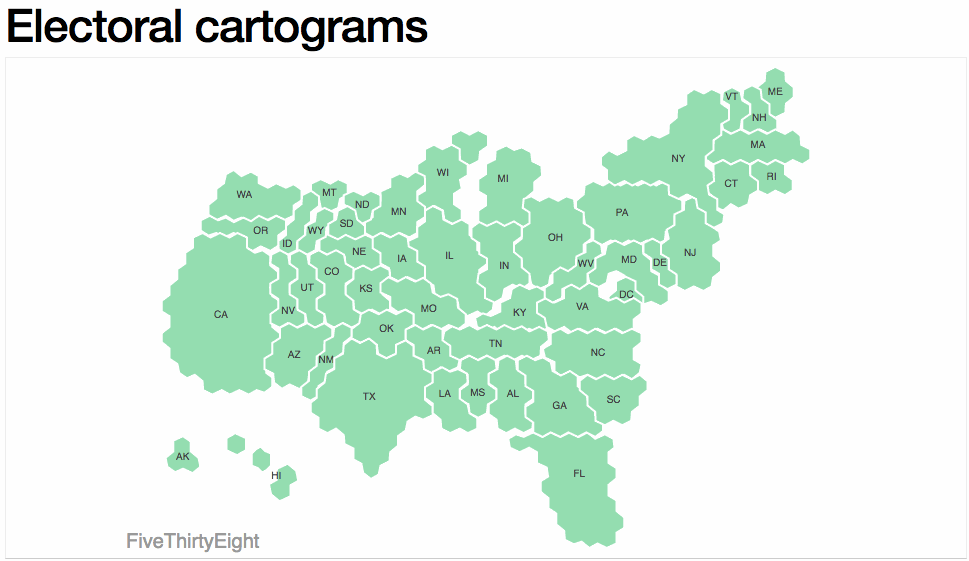 Electoral cartograms
ME
VT
NH
MA
NY
WI
MI
CT
RI
WA
MT
ND
MN
PA
SD
OR
WY
ID
OH
NE
IA
IL
IN
WV
MD
DE
NJ
CO
UT
KS
DC
NV
MO
KY
VA
CA
OK
TN
AR
NC
AZ
NM
TX
LA
MS
AL
GA
SC
AK
HI
FL
FiveThirtyEight